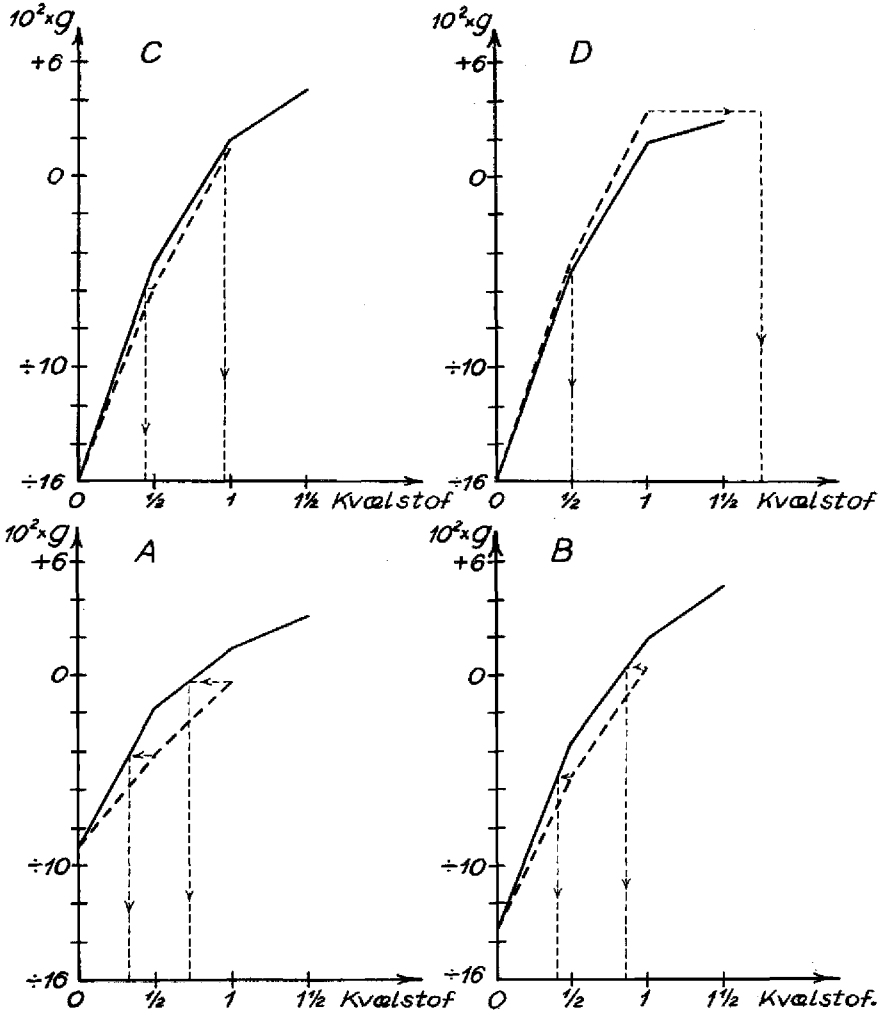 10²×g
C
+6
0
÷10
÷16
0 ½ 1 1½ Kvælstof
10²×g
D
+6
0
÷10
÷16
0 ½ 1 1½ Kvælstof
10²×g
A
+6
0
÷10
÷16
0 ½ 1 1½ Kvælstof
10²×g
B
+6
0
÷10
÷16
0 ½ 1 1½ Kvælstof.